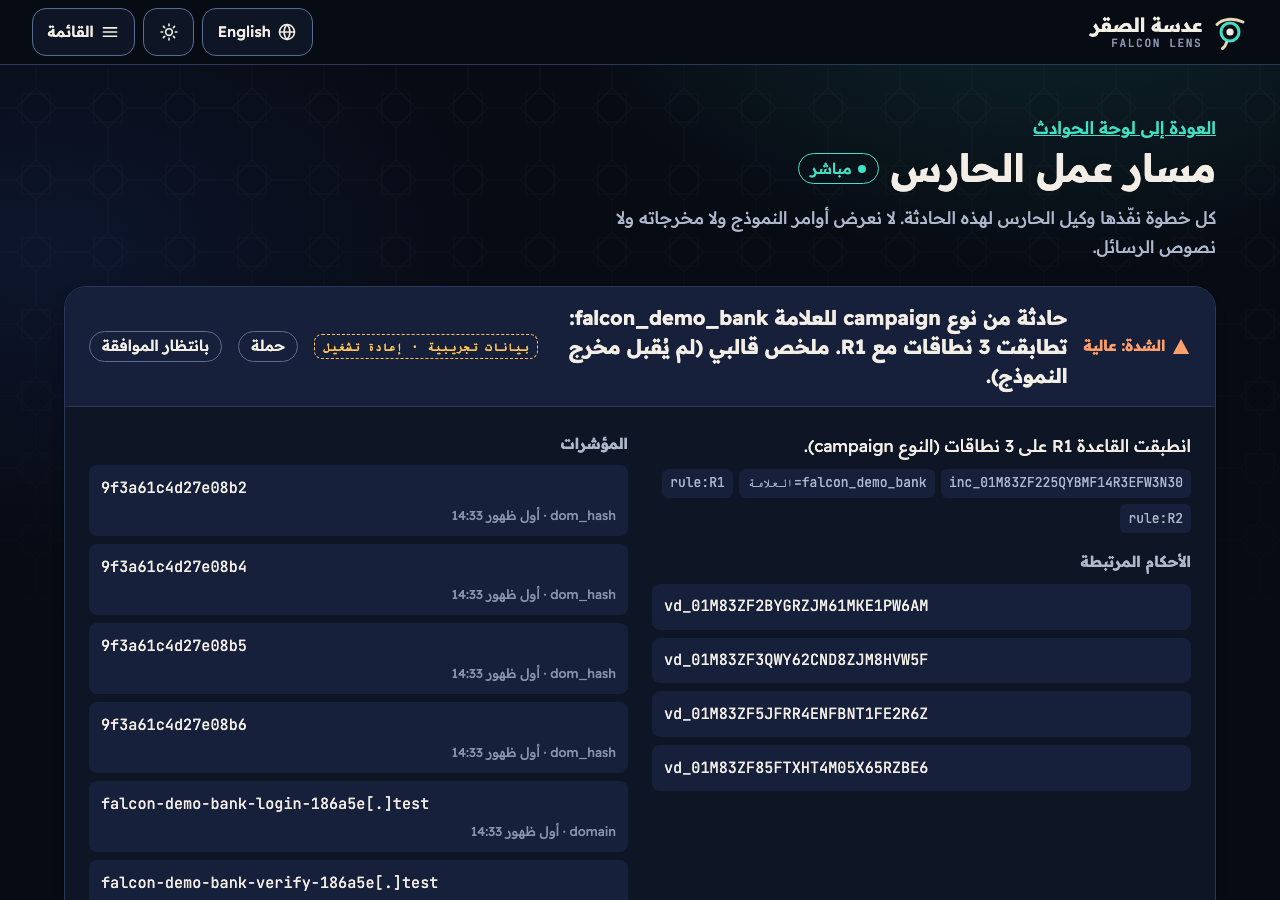 عدسة الصقر
FALCON LENS
English
القائمة
العودة إلى لوحة الحوادث
مسار عمل الحارس
مباشر
كل خطوة نفّذها وكيل الحارس لهذه الحادثة. لا نعرض أوامر النموذج ولا مخرجاته ولا
نصوص الرسائل.
الشدة: عالية
حادثة من نوع campaign للعلامة falcon_demo_bank:
تطابقت 3 نطاقات مع R1. ملخص قالبي (لم يُقبل مخرج
النموذج).
بيانات تجريبية · إعادة تشغيل
حملة
بانتظار الموافقة
انطبقت القاعدة R1 على 3 نطاقات (النوع campaign).
inc_01M83ZF225QYBMF14R3EFW3N30
العلامة=falcon_demo_bank
rule:R1
rule:R2
الأحكام المرتبطة
vd_01M83ZF2BYGRZJM61MKE1PW6AM
vd_01M83ZF3QWY62CND8ZJM8HVW5F
vd_01M83ZF5JFRR4ENFBNT1FE2R6Z
vd_01M83ZF85FTXHT4M05X65RZBE6
المؤشرات
9f3a61c4d27e08b2
dom_hash · أول ظهور 14:33
9f3a61c4d27e08b4
dom_hash · أول ظهور 14:33
9f3a61c4d27e08b5
dom_hash · أول ظهور 14:33
9f3a61c4d27e08b6
dom_hash · أول ظهور 14:33
falcon-demo-bank-login-186a5e[.]test
domain · أول ظهور 14:33
falcon-demo-bank-verify-186a5e[.]test